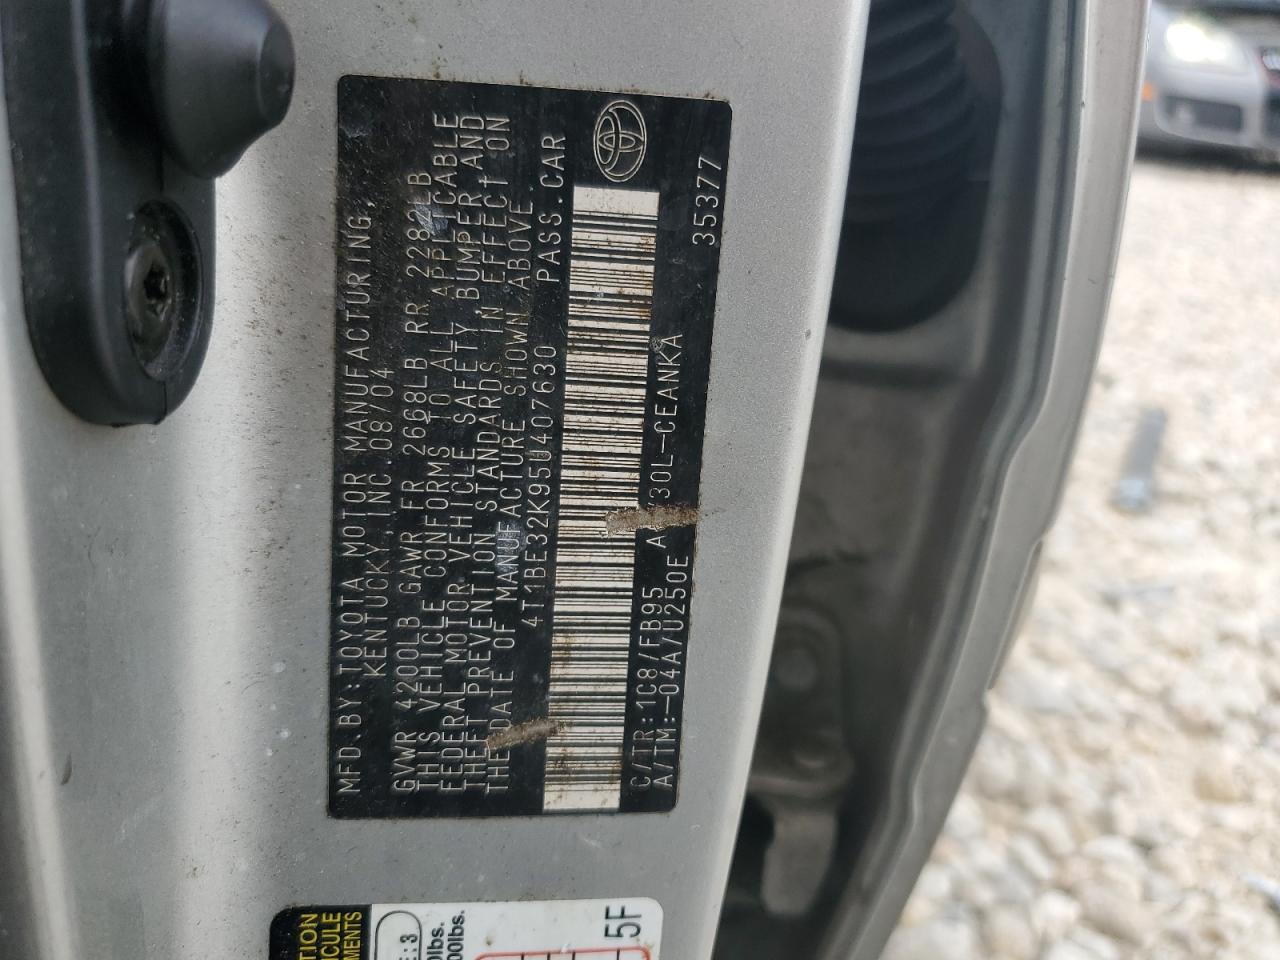 MFD.BY:TOYOTA MOTOR MANUFACTURING,
KENTUCKY,INC.08/04
GVWR 4200LB GAWR FR 2668LB RR 2282LB
THIS VEHICLE CONFORMS TO ALL APPLICABLE
FEDERAL MOTOR VEHICLE SAFETY,BUMPER,AND
THEFT PREVENTION STANDARDS IN EFFECT ON
THE DATE OF MANUFACTURE SHOWN ABOVE.
4T1BE32K95U407630 PASS.CAR
C/TR:1C8/FB95
30L-CEANKA
35377
A/TM:-04A/U250E
5F